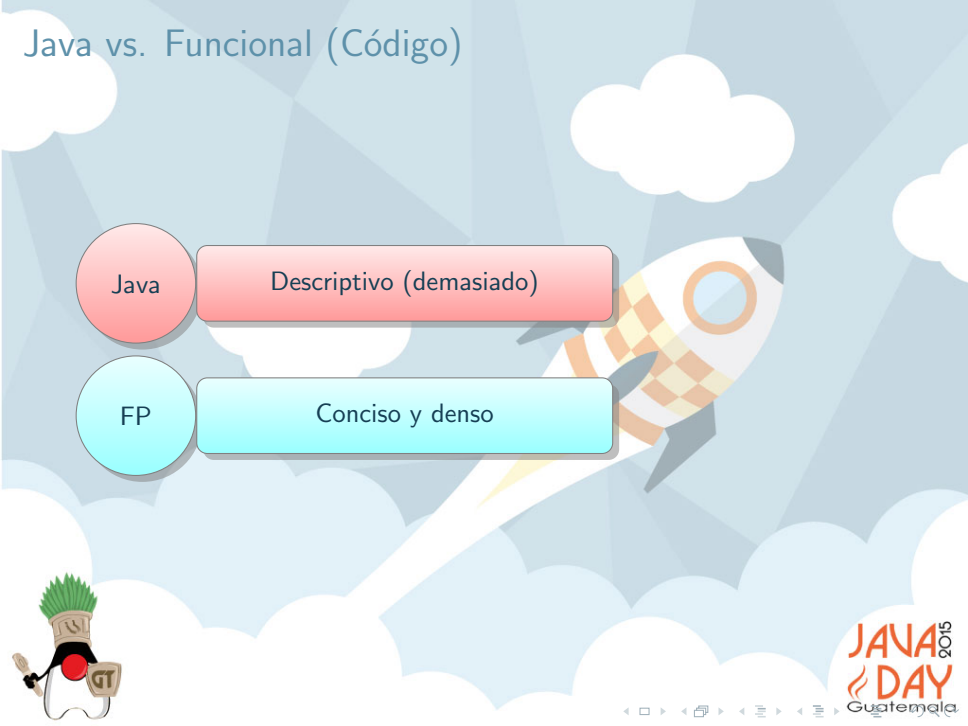 Java vs. Funcional (Código)
Java
Descriptivo (demasiado)
FP
Conciso y denso
GT
JAVA
2015
DAY
Guatemala